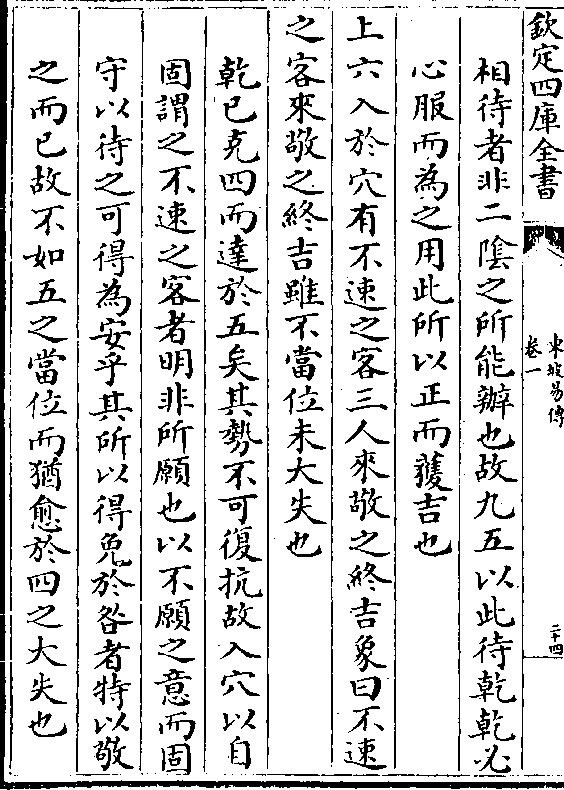 欽定四庫全書
東坡易傳
卷一
二十四
相待者非二陰之所能辦也故九五以此待乾乾必
心服而為之用此所以正而獲吉也
上六入於穴有不速之客三人來敬之終吉象曰不速
之客來敬之終吉雖不當位未大失也
乾已克四而達於五矣其勢不可復抗故入穴以自
固謂之不速之客者明非所願也以不願之意而固
守以待之可得為安乎其所以得免於咎者特以敬
之而已故不如五之當位而猶愈於四之大失也